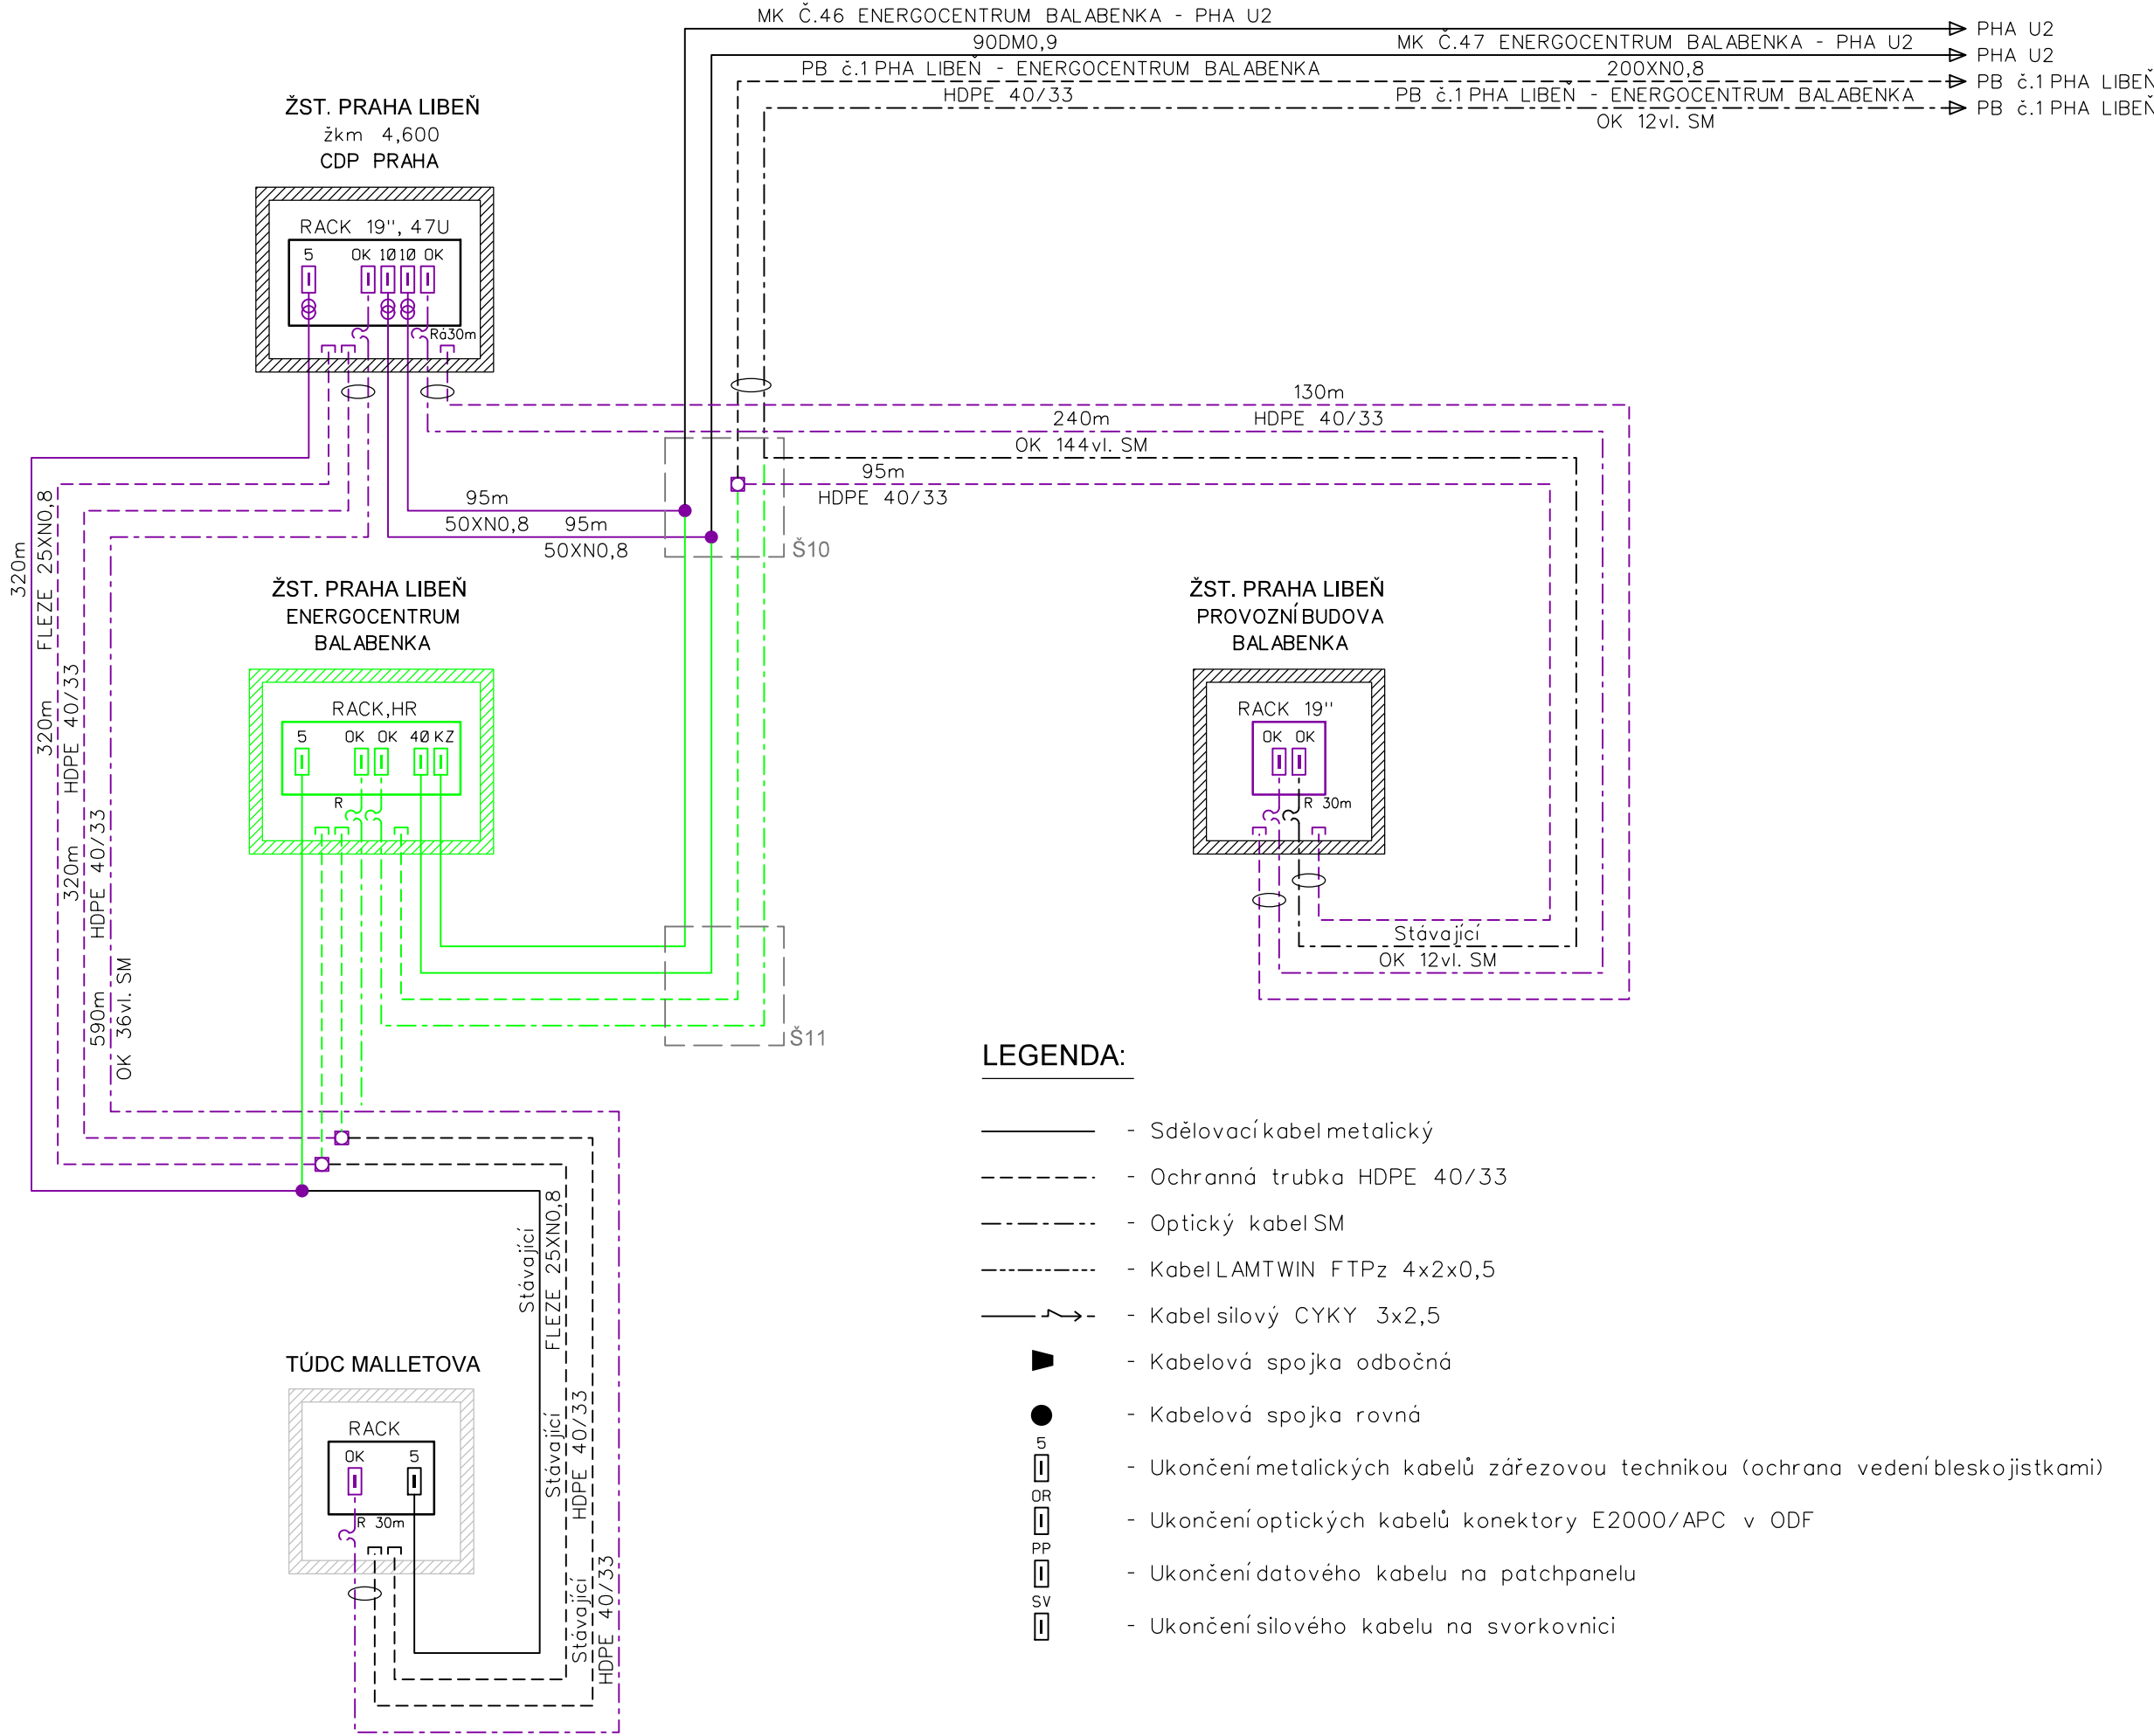 MK Č.46 ENERGOCENTRUM BALABENKA - PHA U2
PHA U2
90DM0,9
MK Č.47 ENERGOCENTRUM BALABENKA - PHA U2
PHA U2
PB č.1 PHA LIBEŇ - ENERGOCENTRUM BALABENKA
200XN0,8
PB č.1 PHA LIBEŇ
HDPE 40/33
PB č.1 PHA LIBEŇ - ENERGOCENTRUM BALABENKA
PB č.1 PHA LIBEŇ
OK 12vl. SM
ŽST. PRAHA LIBEŇ
žkm 4,600
CDP PRAHA
RACK 19'', 47U
5 OK 10 10 OK
Rá30m
130m
HDPE 40/33
240m
OK 144vl. SM
95m
HDPE 40/33
95m
50XN0,8
95m
50XN0,8
Š10
320m
FLEZE 25XN0,8
320m
HDPE 40/33
320m
HDPE 40/33
590m
OK 36vl. SM
ŽST. PRAHA LIBEŇ
ENERGOCENTRUM
BALABENKA
RACK,HR
5 OK OK 40 KZ
R
ŽST. PRAHA LIBEŇ
PROVOZNÍ BUDOVA
BALABENKA
RACK 19''
OK OK
R 30m
Stávající
OK 12vl. SM
Š11
Stávající
FLEZE 25XN0,8
Stávající
HDPE 40/33
Stávající
HDPE 40/33
TÚDC MALLETOVA
RACK
OK 5
R 30m
LEGENDA:
- Sdělovací kabel metalický
- Ochranná trubka HDPE 40/33
- Optický kabel SM
- Kabel LAMTWIN FTPz 4x2x0,5
- Kabel silový CYKY 3x2,5
- Kabelová spojka odbočná
- Kabelová spojka rovná
5
- Ukončení metalických kabelů zářezovou technikou (ochrana vedení bleskojistkami)
OR
- Ukončení optických kabelů konektory E2000/APC v ODF
PP
- Ukončení datového kabelu na patchpanelu
SV
- Ukončení silového kabelu na svorkovnici